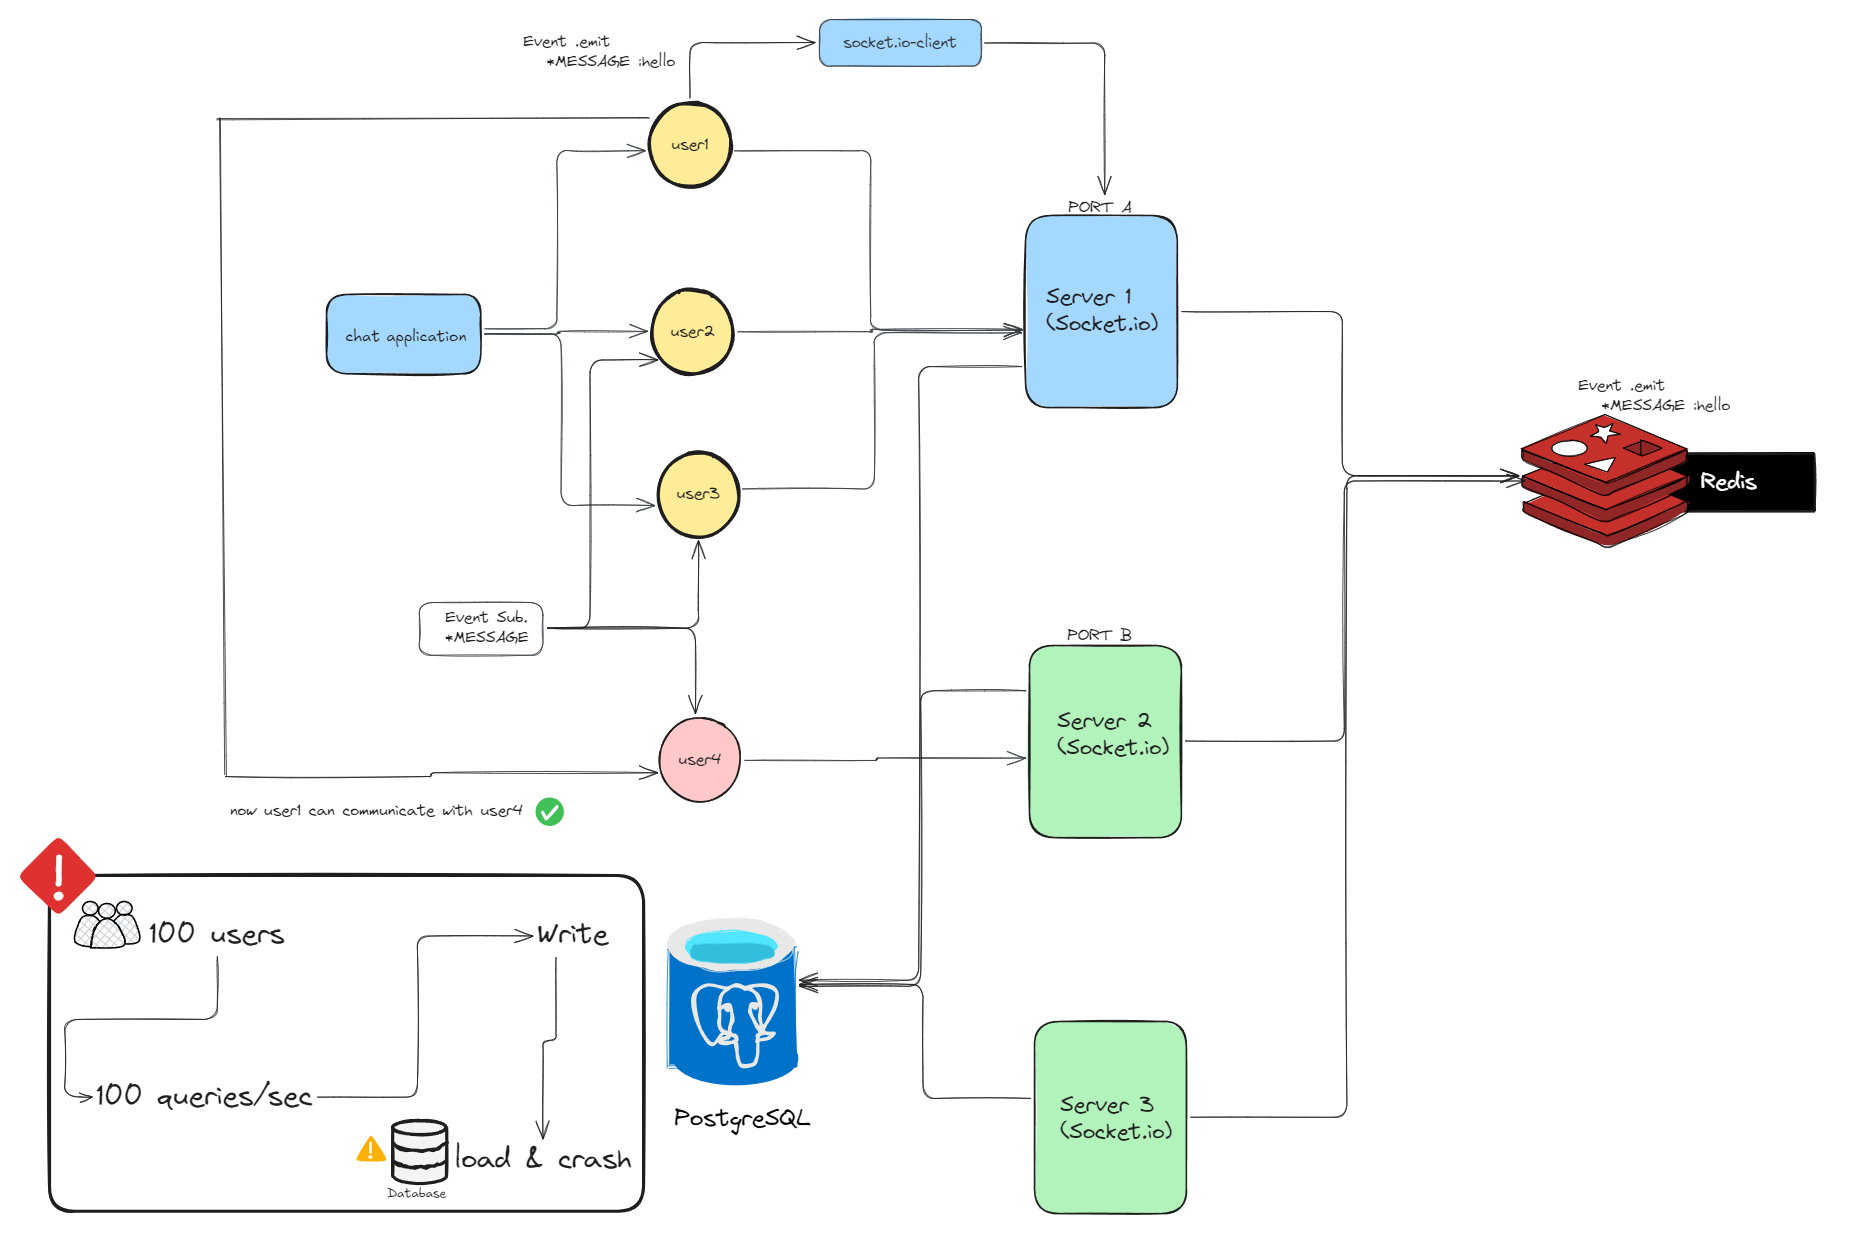 Event .emit
*MESSAGE :hello
socket.io-client
user1
PORT A
Server 1
(Socket.io)
chat application
user2
user3
Event .emit
*MESSAGE :hello
Redis
Event Sub.
*MESSAGE
PORT B
Server 2
(Socket.io)
user4
now user1 can communicate with user4
100 users
Write
100 queries/sec
load & crash
Database
PostgreSQL
Server 3
(Socket.io)